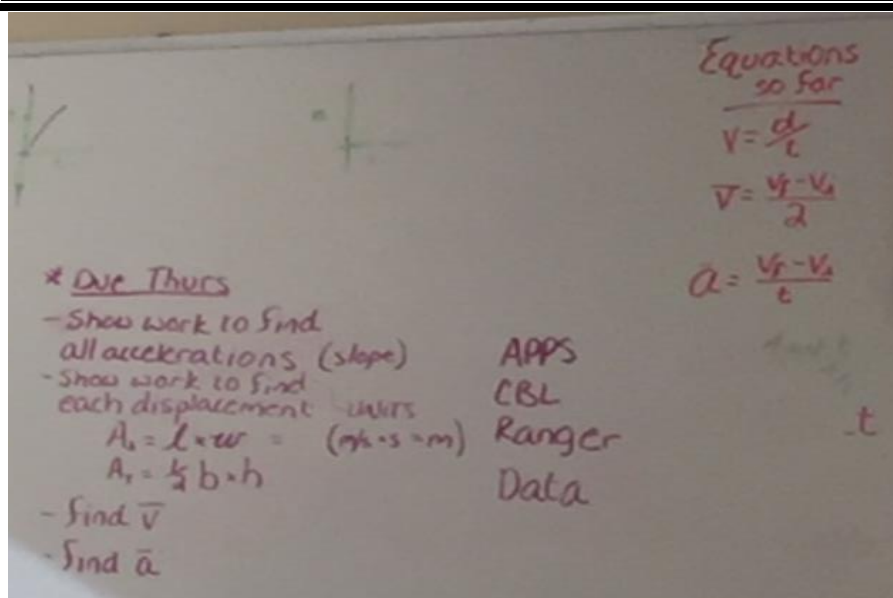 Equations
so far
V = d/t
V̅ = Vf - Vi / 2
a = Vf - Vi / t
* Due Thurs
- Show work to find
all accelerations (slope)
- Show work to find
each displacement units
A = l × w = (m/s · s = m)
A = 1/2 b × h
- find V̅
- find a̅
APPS
CBL
Ranger
Data
t